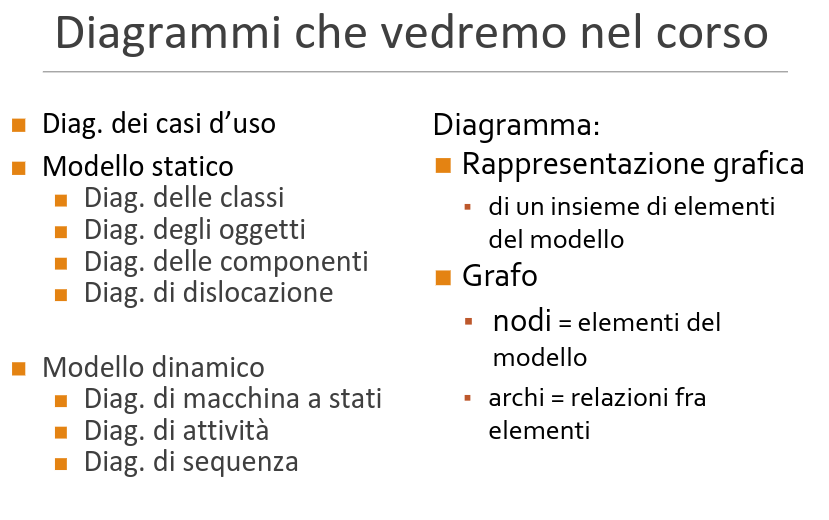 Diagrammi che vedremo nel corso
Diag. dei casi d'uso
Modello statico
Diag. delle classi
Diag. degli oggetti
Diag. delle componenti
Diag. di dislocazione
Modello dinamico
Diag. di macchina a stati
Diag. di attività
Diag. di sequenza
Diagramma:
Rappresentazione grafica
di un insieme di elementi
del modello
Grafo
nodi = elementi del
modello
archi = relazioni fra
elementi